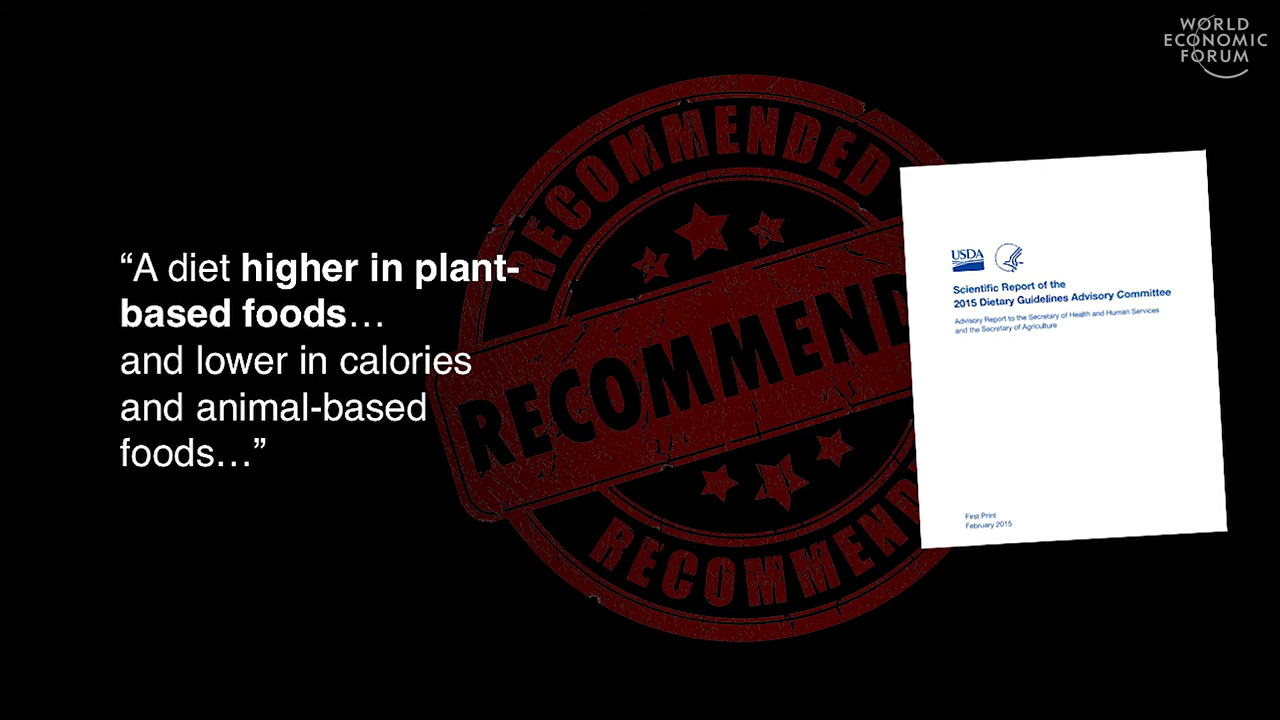 WORLD
ECONOMIC
FORUM
RECOMMENDED
“A diet higher in plant-
based foods…
and lower in calories
and animal-based
foods…”
RECOMMEND
RECOMMEND
USDA
Scientific Report of the
2015 Dietary Guidelines Advisory Committee
Advisory Report to the Secretary of Health and Human Services
and the Secretary of Agriculture
First Print
February 2015